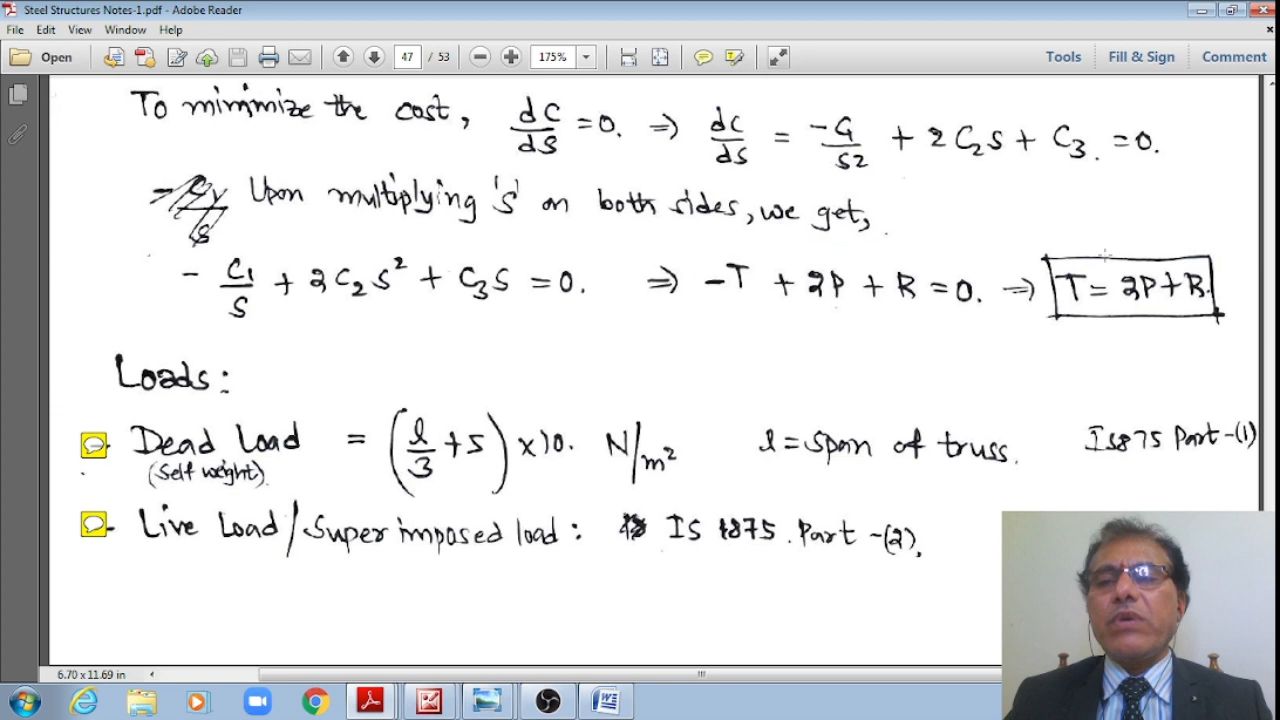 Steel Structures Notes-1.pdf - Adobe Reader
File Edit View Window Help
Open 47 / 53 175% Tools Fill & Sign Comment
To minimize the cost, dC/dS = 0. ⇒ dC/dS = -C1/S2 + 2C2S + C3. = 0.
Upon multiplying 'S' on both sides, we get,
- C1/S + 2C2S² + C3S = 0. ⇒ -T + 2P + R = 0. ⇒ T = 2P+R.
Loads:
Dead Load = (l/3 + 5) × 10. N/m² l = span of truss. IS875 Part-(1)
(Self weight)
Live Load/Super imposed load: IS 875. Part -(2).
6.70 x 11.69 in